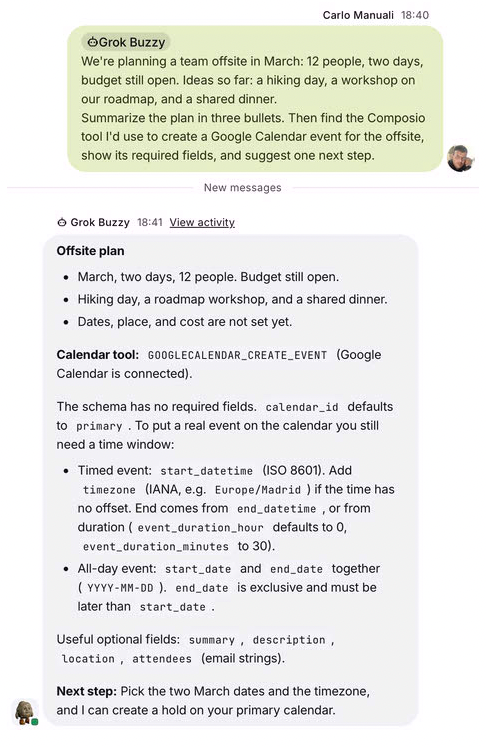 Carlo Manuali 18:40
Grok Buzzy
We're planning a team offsite in March: 12 people, two days,
budget still open. Ideas so far: a hiking day, a workshop on
our roadmap, and a shared dinner.
Summarize the plan in three bullets. Then find the Composio
tool I'd use to create a Google Calendar event for the offsite,
show its required fields, and suggest one next step.
New messages
Grok Buzzy 18:41 View activity
Offsite plan
• March, two days, 12 people. Budget still open.
• Hiking day, a roadmap workshop, and a shared dinner.
• Dates, place, and cost are not set yet.
Calendar tool: GOOGLECALENDAR_CREATE_EVENT (Google
Calendar is connected).
The schema has no required fields. calendar_id defaults
to primary . To put a real event on the calendar you still
need a time window:
• Timed event: start_datetime (ISO 8601). Add
timezone (IANA, e.g. Europe/Madrid ) if the time has
no offset. End comes from end_datetime , or from
duration ( event_duration_hour defaults to 0,
event_duration_minutes to 30).
• All-day event: start_date and end_date together
( YYYY-MM-DD ). end_date is exclusive and must be
later than start_date .
Useful optional fields: summary , description ,
location , attendees (email strings).
Next step: Pick the two March dates and the timezone,
and I can create a hold on your primary calendar.